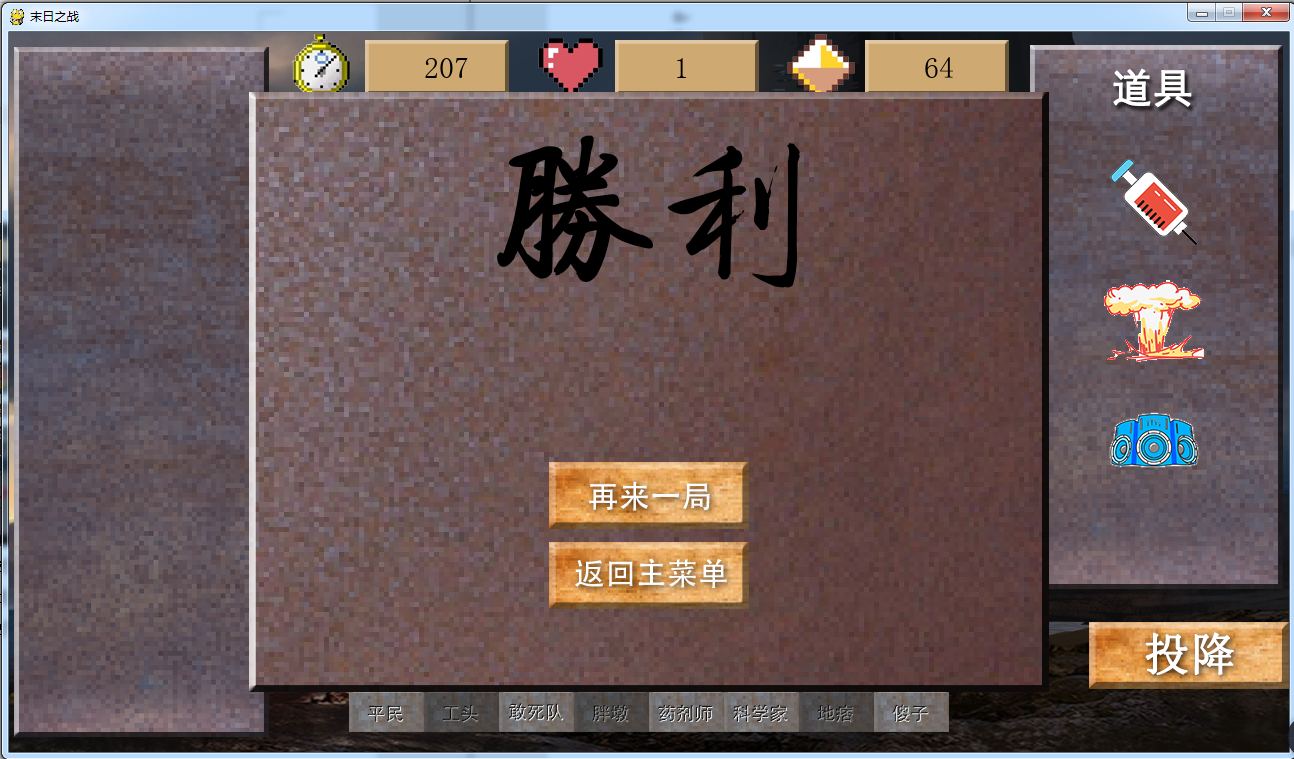 末日之战
207
1
64
道具
勝利
再来一局
返回主菜单
投降
平民 工头 敢死队 胖墩 药剂师 科学家 地痞 傻子